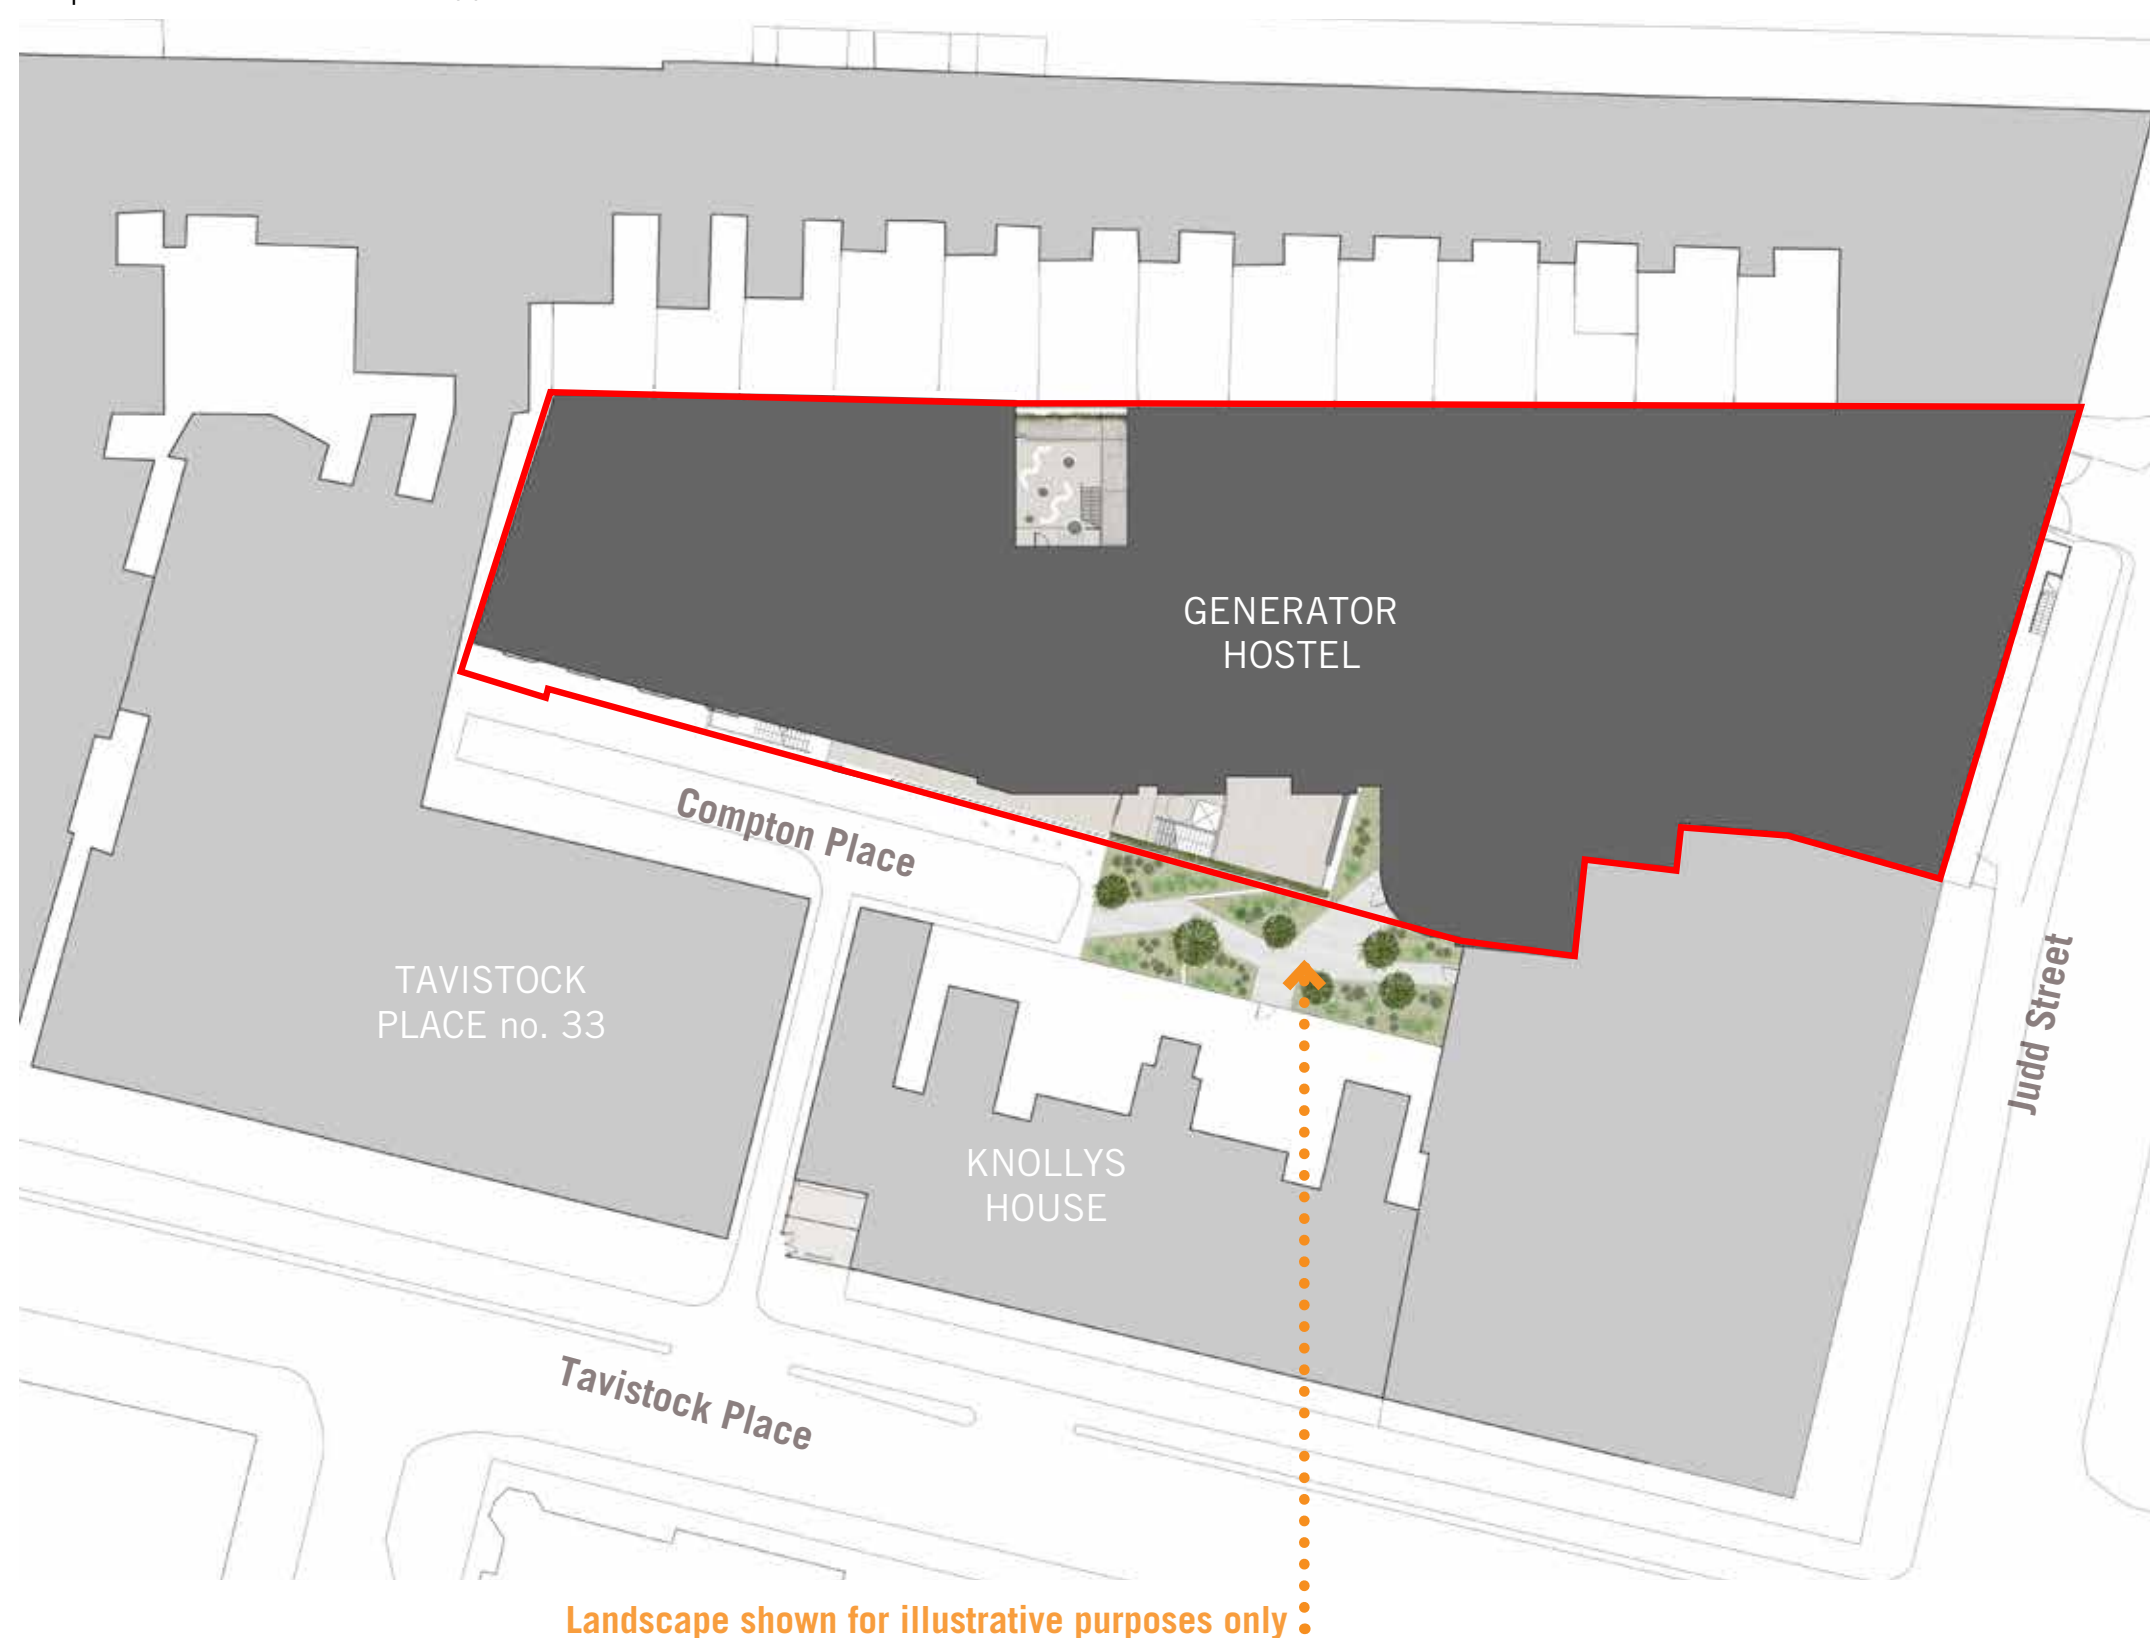 GENERATOR
HOSTEL
Compton Place
TAVISTOCK
PLACE no. 33
Judd Street
KNOLLYS
HOUSE
Tavistock Place
Landscape shown for illustrative purposes only